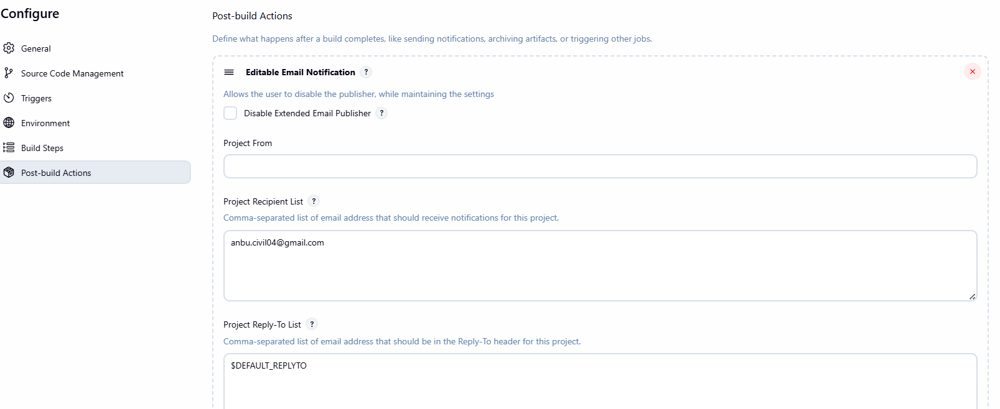 Configure
General
Source Code Management
Triggers
Environment
Build Steps
Post-build Actions
Post-build Actions
Define what happens after a build completes, like sending notifications, archiving artifacts, or triggering other jobs.
Editable Email Notification ?
Allows the user to disable the publisher, while maintaining the settings
Disable Extended Email Publisher ?
Project From
Project Recipient List ?
Comma-separated list of email address that should receive notifications for this project.
anbu.civil04@gmail.com
Project Reply-To List ?
Comma-separated list of email address that should be in the Reply-To header for this project.
$DEFAULT_REPLYTO